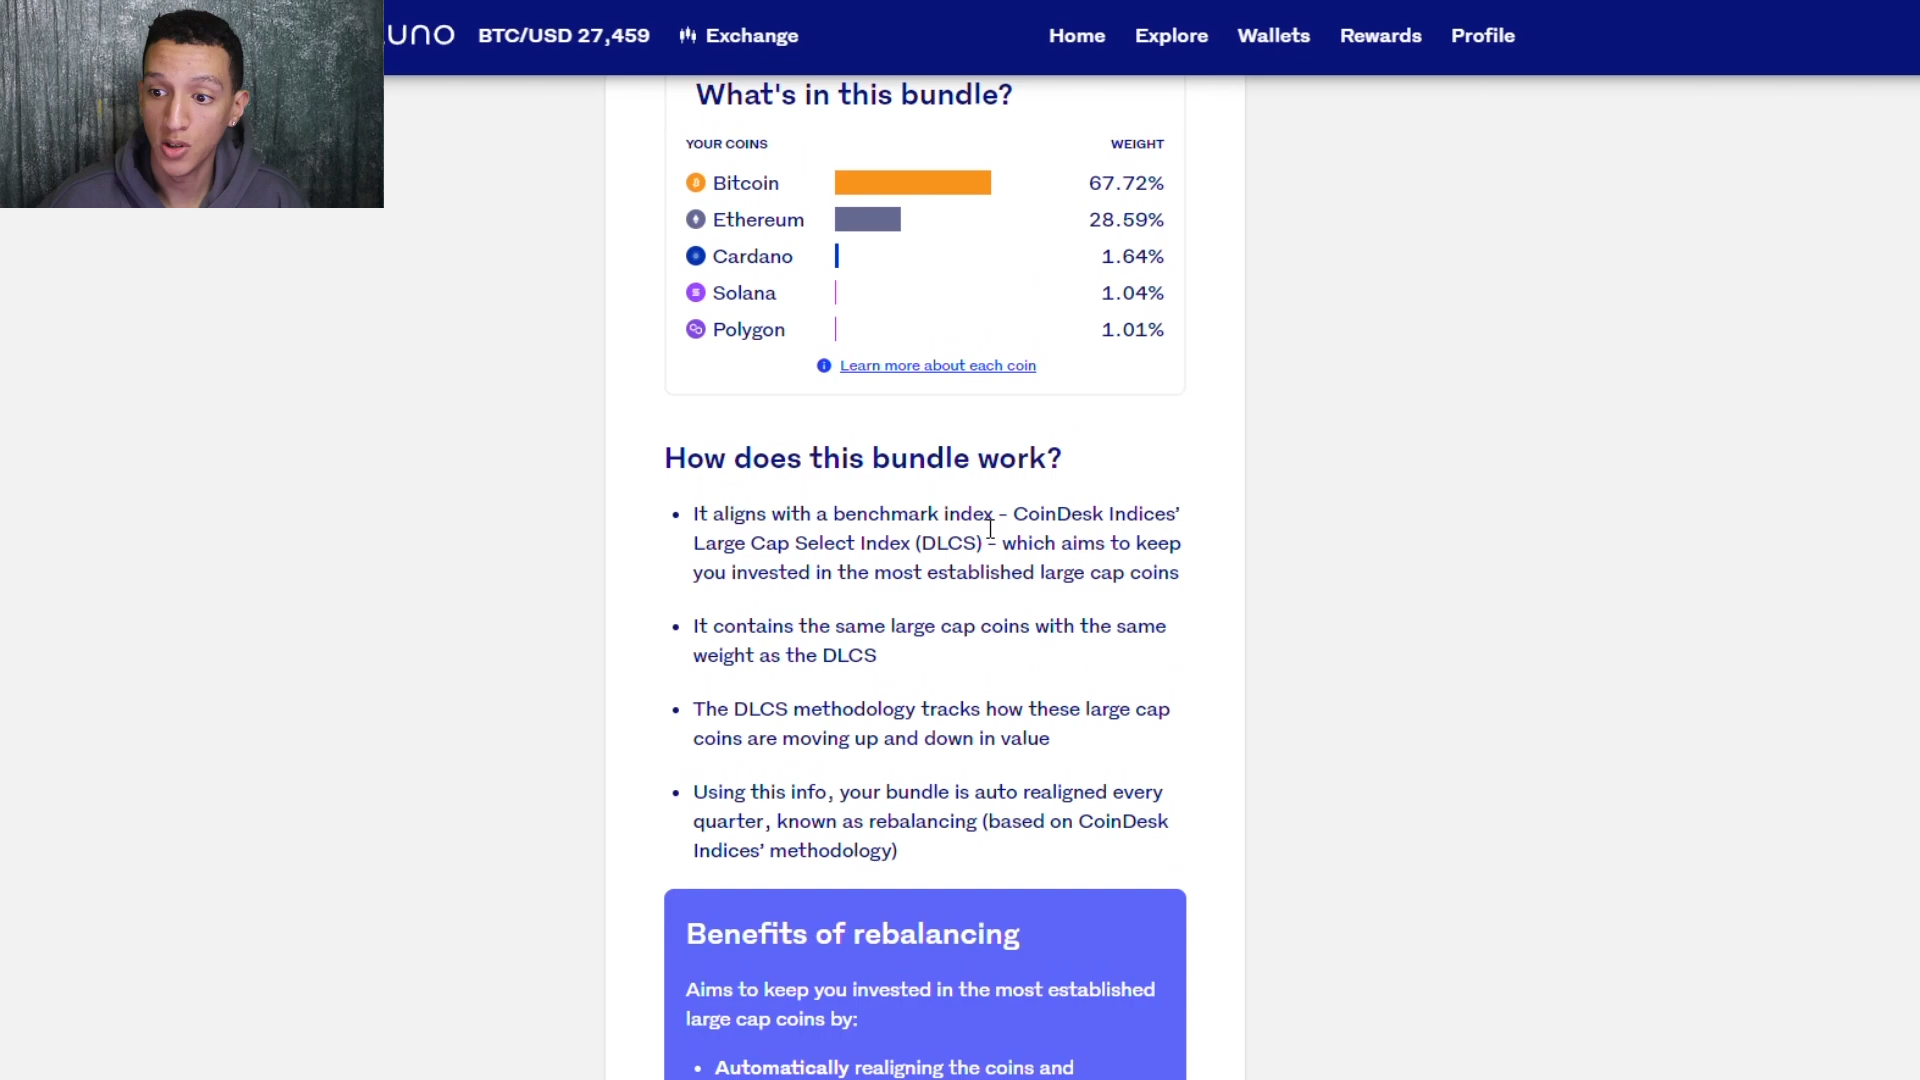 uno BTC/USD 27,459 Exchange Home Explore Wallets Rewards Profile
What's in this bundle?
YOUR COINS WEIGHT
Bitcoin 67.72%
Ethereum 28.59%
Cardano 1.64%
Solana 1.04%
Polygon 1.01%
Learn more about each coin
How does this bundle work?
• It aligns with a benchmark index – CoinDesk Indices’
Large Cap Select Index (DLCS) – which aims to keep
you invested in the most established large cap coins
• It contains the same large cap coins with the same
weight as the DLCS
• The DLCS methodology tracks how these large cap
coins are moving up and down in value
• Using this info, your bundle is auto realigned every
quarter, known as rebalancing (based on CoinDesk
Indices’ methodology)
Benefits of rebalancing
Aims to keep you invested in the most established
large cap coins by:
• Automatically realigning the coins and